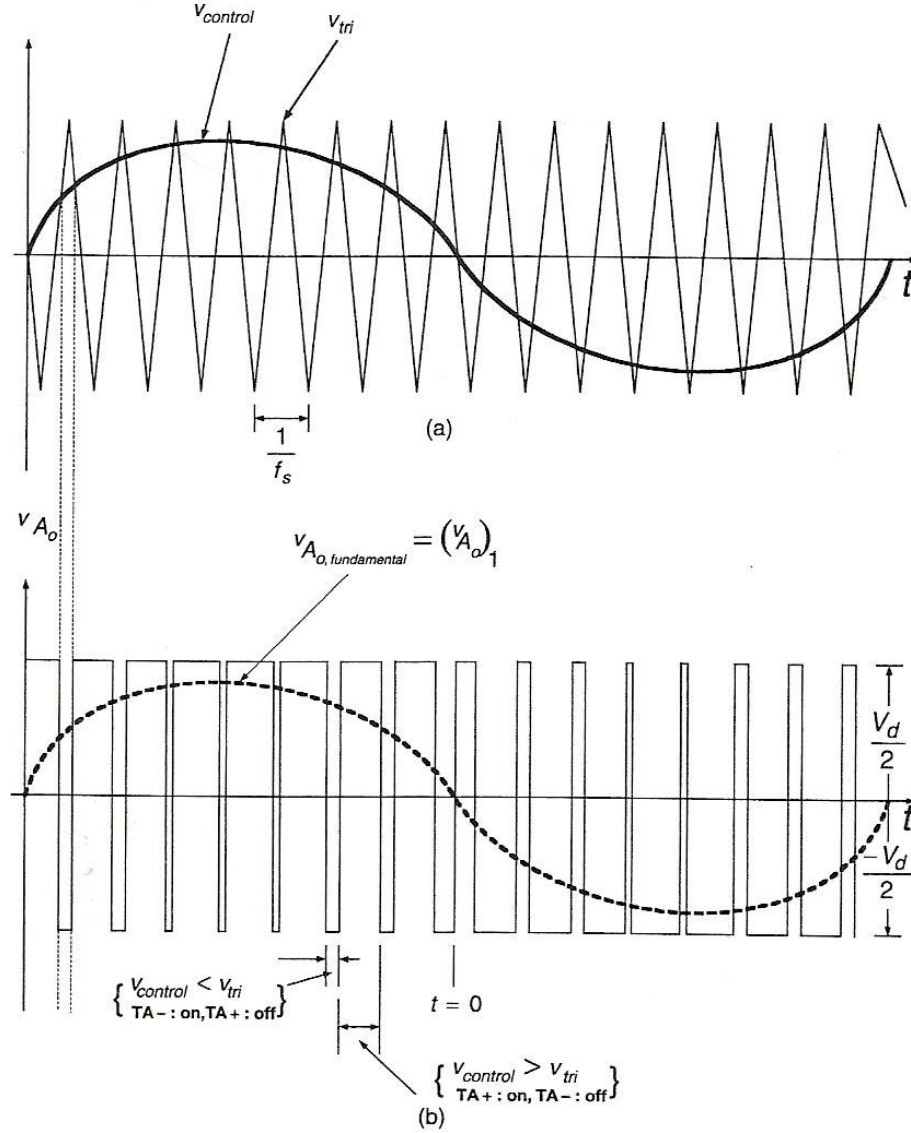 v_control
v_tri
t
1/f_s
(a)
v_Ao
v_Ao,fundamental = (v_Ao)_1
V_d/2
t
-V_d/2
{ v_control < v_tri
TA- : on, TA+ : off }
t = 0
{ v_control > v_tri
TA+ : on, TA- : off }
(b)